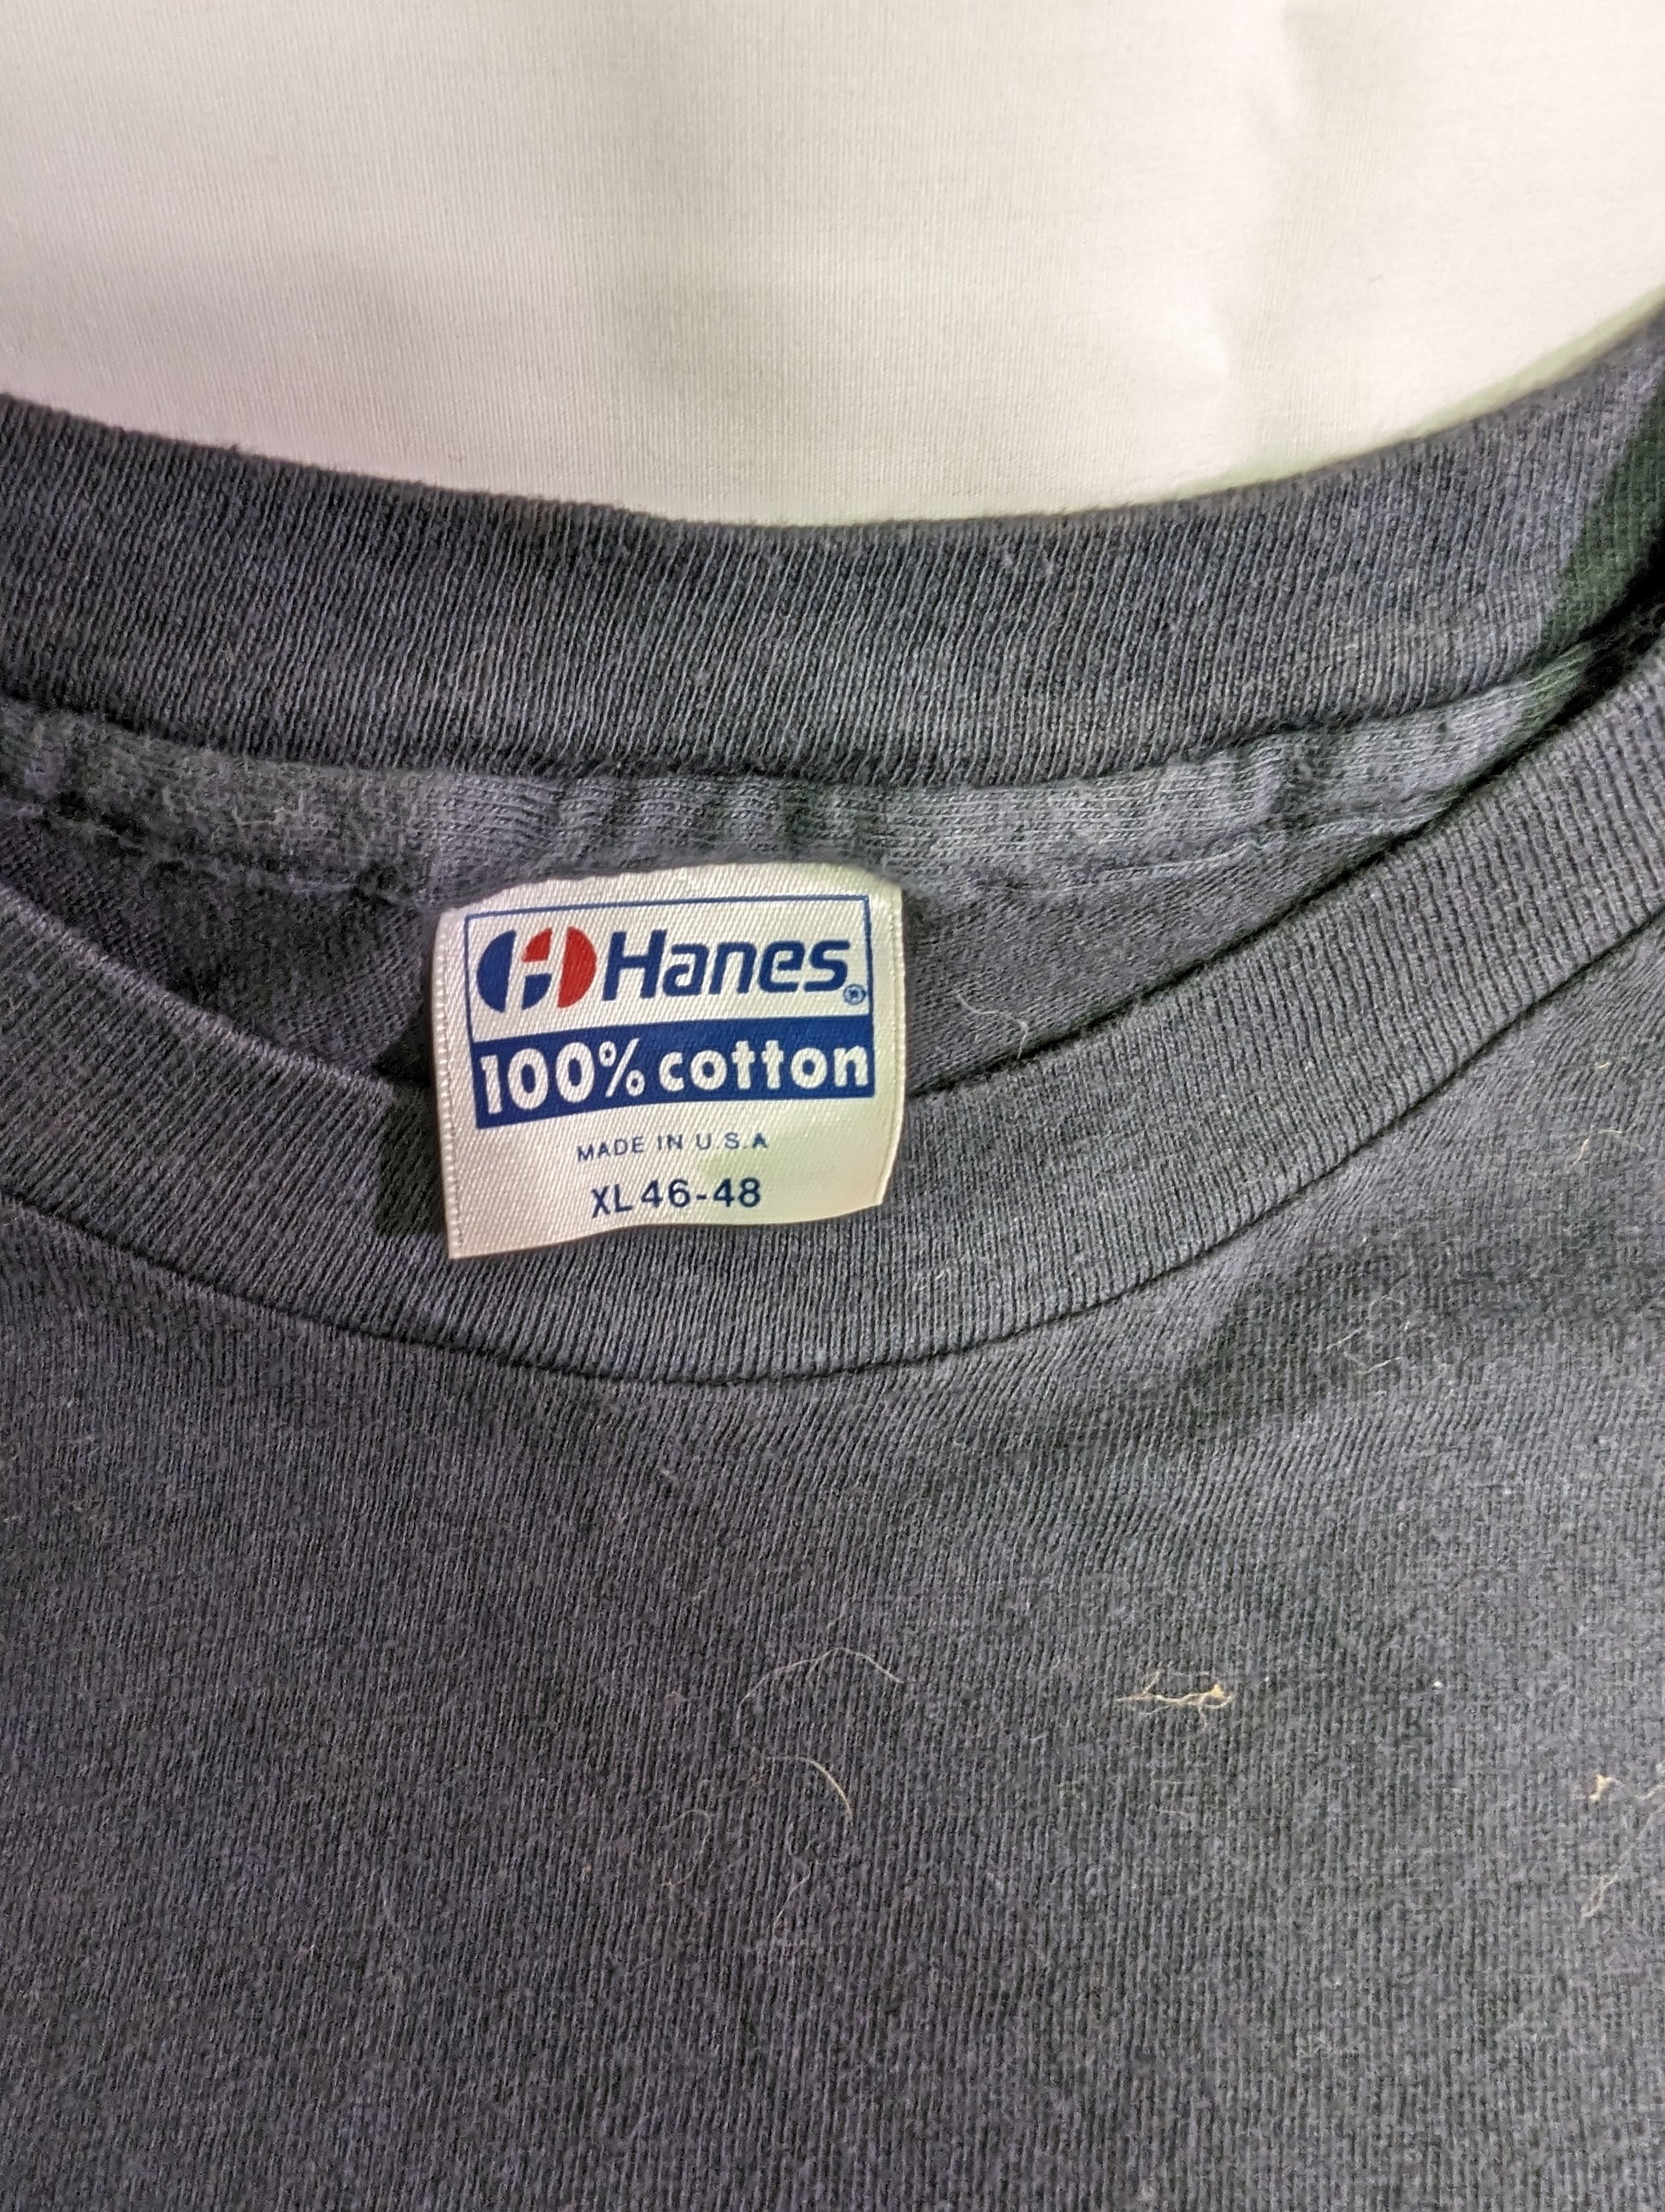 H Hanes®
100% cotton
MADE IN U.S.A
XL 46-48